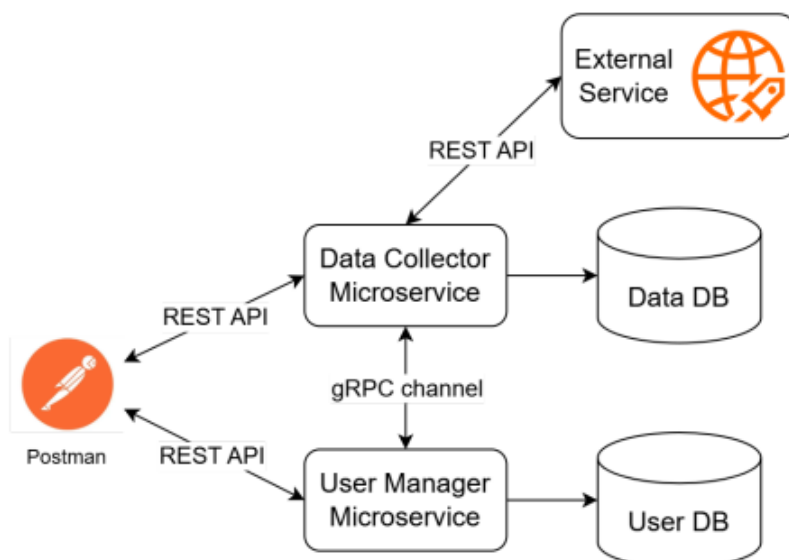 External
Service
REST API
Data Collector
Microservice
Data DB
REST API
gRPC channel
Postman
REST API
User Manager
Microservice
User DB